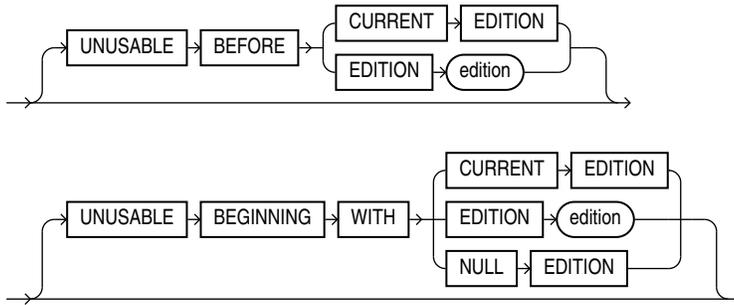 CURRENT EDITION
UNUSABLE BEFORE
EDITION edition
CURRENT EDITION
UNUSABLE BEGINNING WITH EDITION edition
NULL EDITION